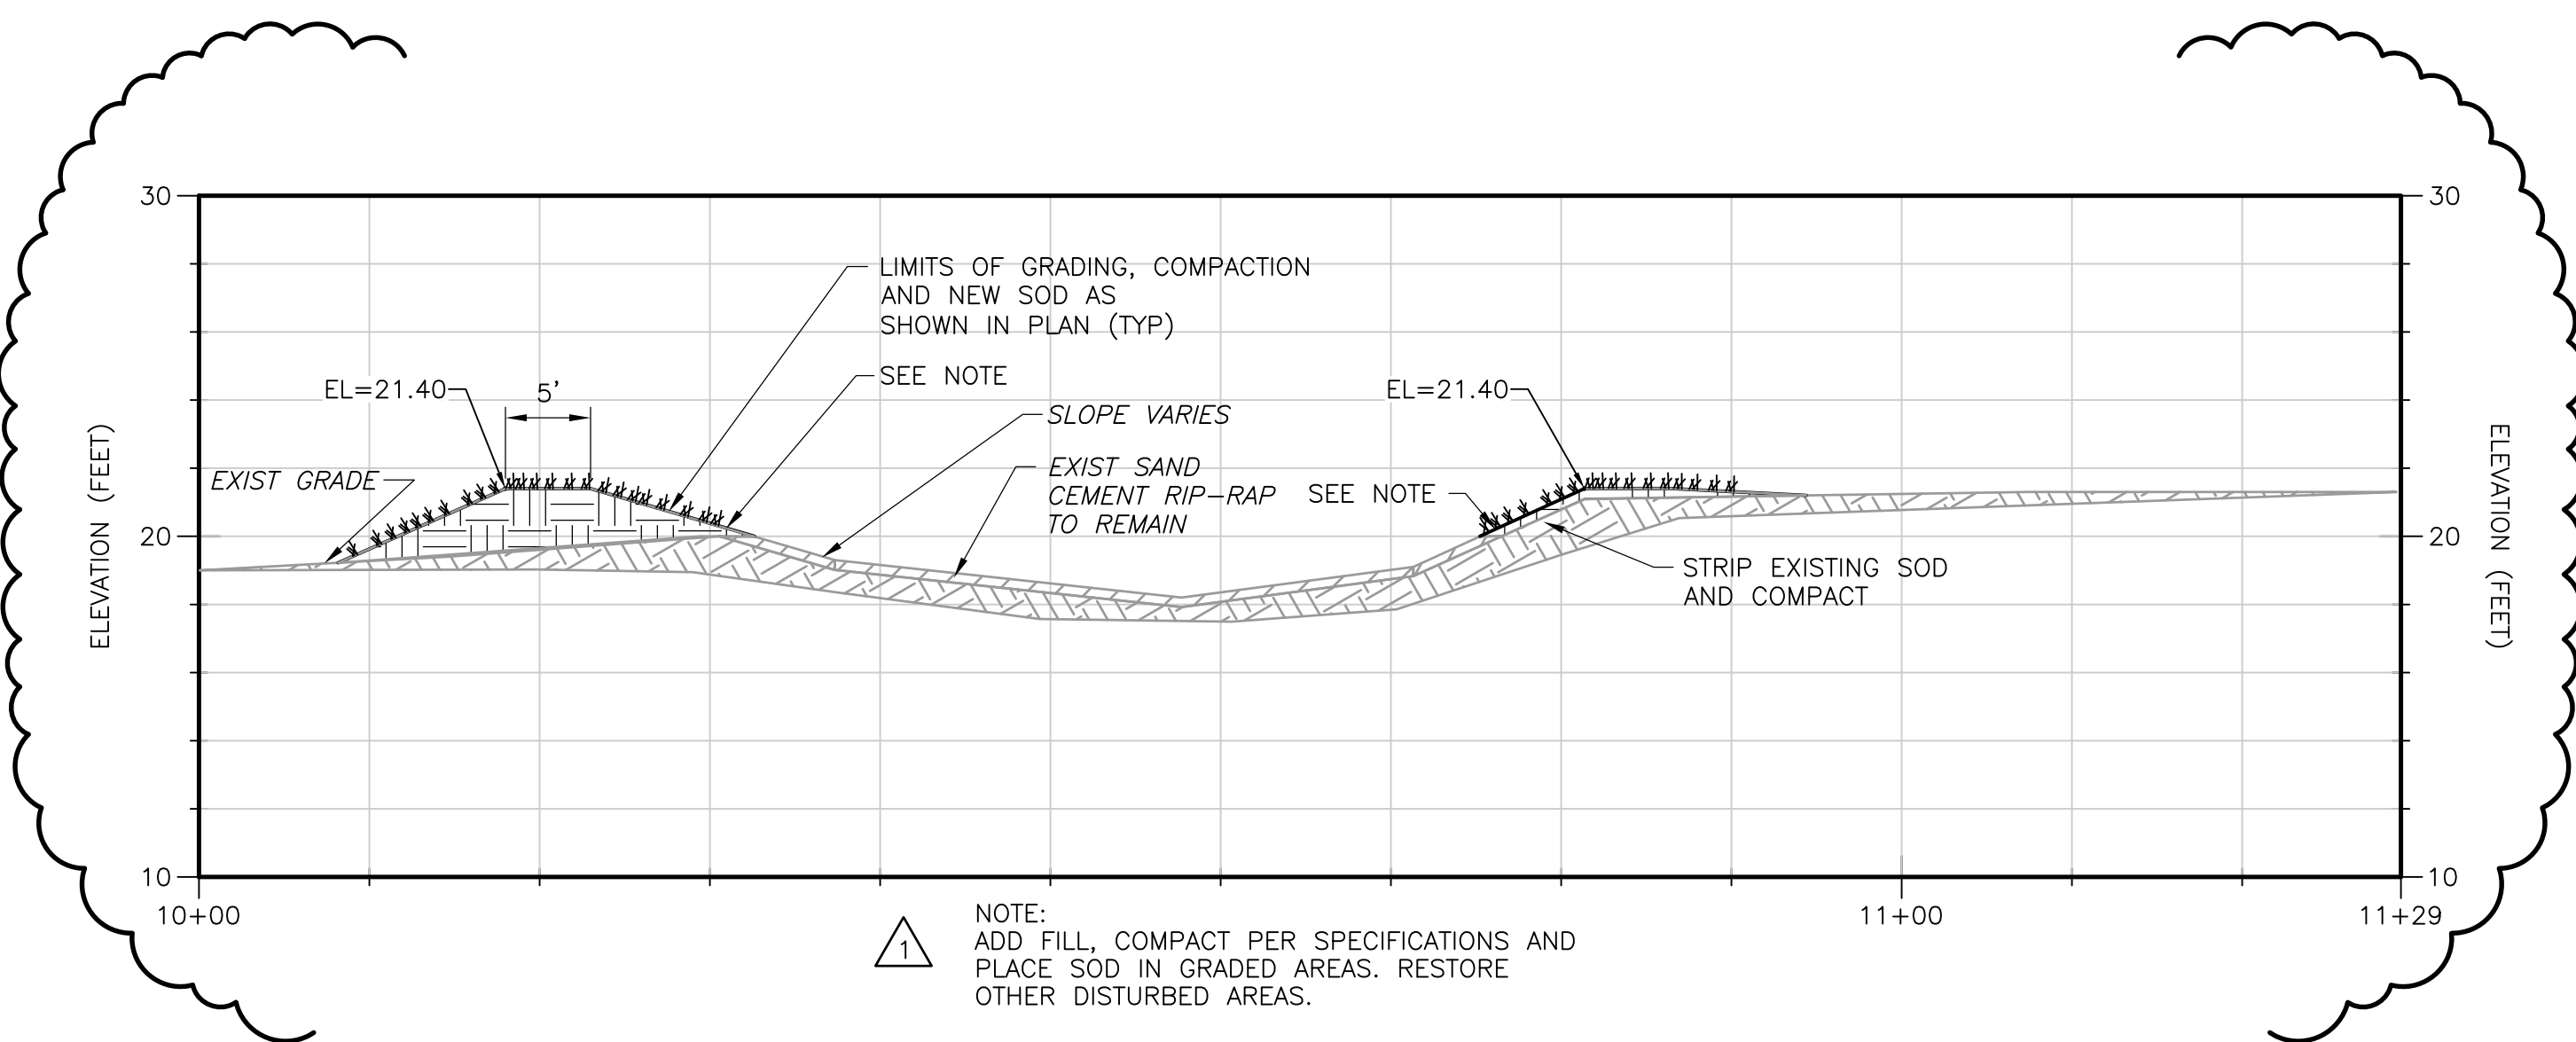 30
30
LIMITS OF GRADING, COMPACTION
AND NEW SOD AS
SHOWN IN PLAN (TYP)
SEE NOTE
EL=21.40
5'
EL=21.40
SLOPE VARIES
EXIST GRADE
EXIST SAND
CEMENT RIP-RAP
TO REMAIN
SEE NOTE
20
20
ELEVATION (FEET)
ELEVATION (FEET)
STRIP EXISTING SOD
AND COMPACT
10
10
10+00
11+00
11+29
1
NOTE:
ADD FILL, COMPACT PER SPECIFICATIONS AND
PLACE SOD IN GRADED AREAS. RESTORE
OTHER DISTURBED AREAS.